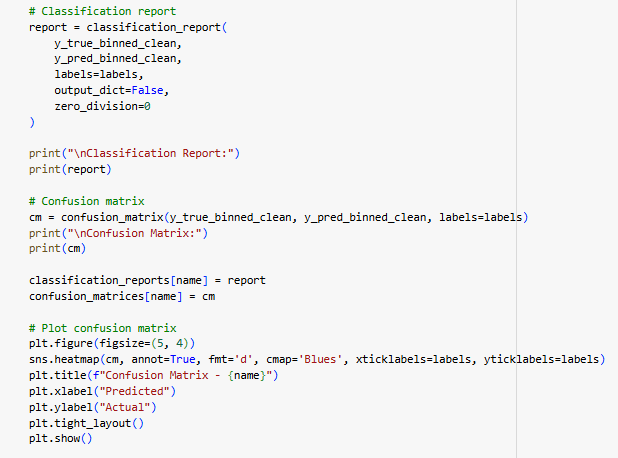 # Classification report
report = classification_report(
    y_true_binned_clean,
    y_pred_binned_clean,
    labels=labels,
    output_dict=False,
    zero_division=0
)
print("\nClassification Report:")
print(report)
# Confusion matrix
cm = confusion_matrix(y_true_binned_clean, y_pred_binned_clean, labels=labels)
print("\nConfusion Matrix:")
print(cm)
classification_reports[name] = report
confusion_matrices[name] = cm
# Plot confusion matrix
plt.figure(figsize=(5, 4))
sns.heatmap(cm, annot=True, fmt='d', cmap='Blues', xticklabels=labels, yticklabels=labels)
plt.title(f"Confusion Matrix - {name}")
plt.xlabel("Predicted")
plt.ylabel("Actual")
plt.tight_layout()
plt.show()